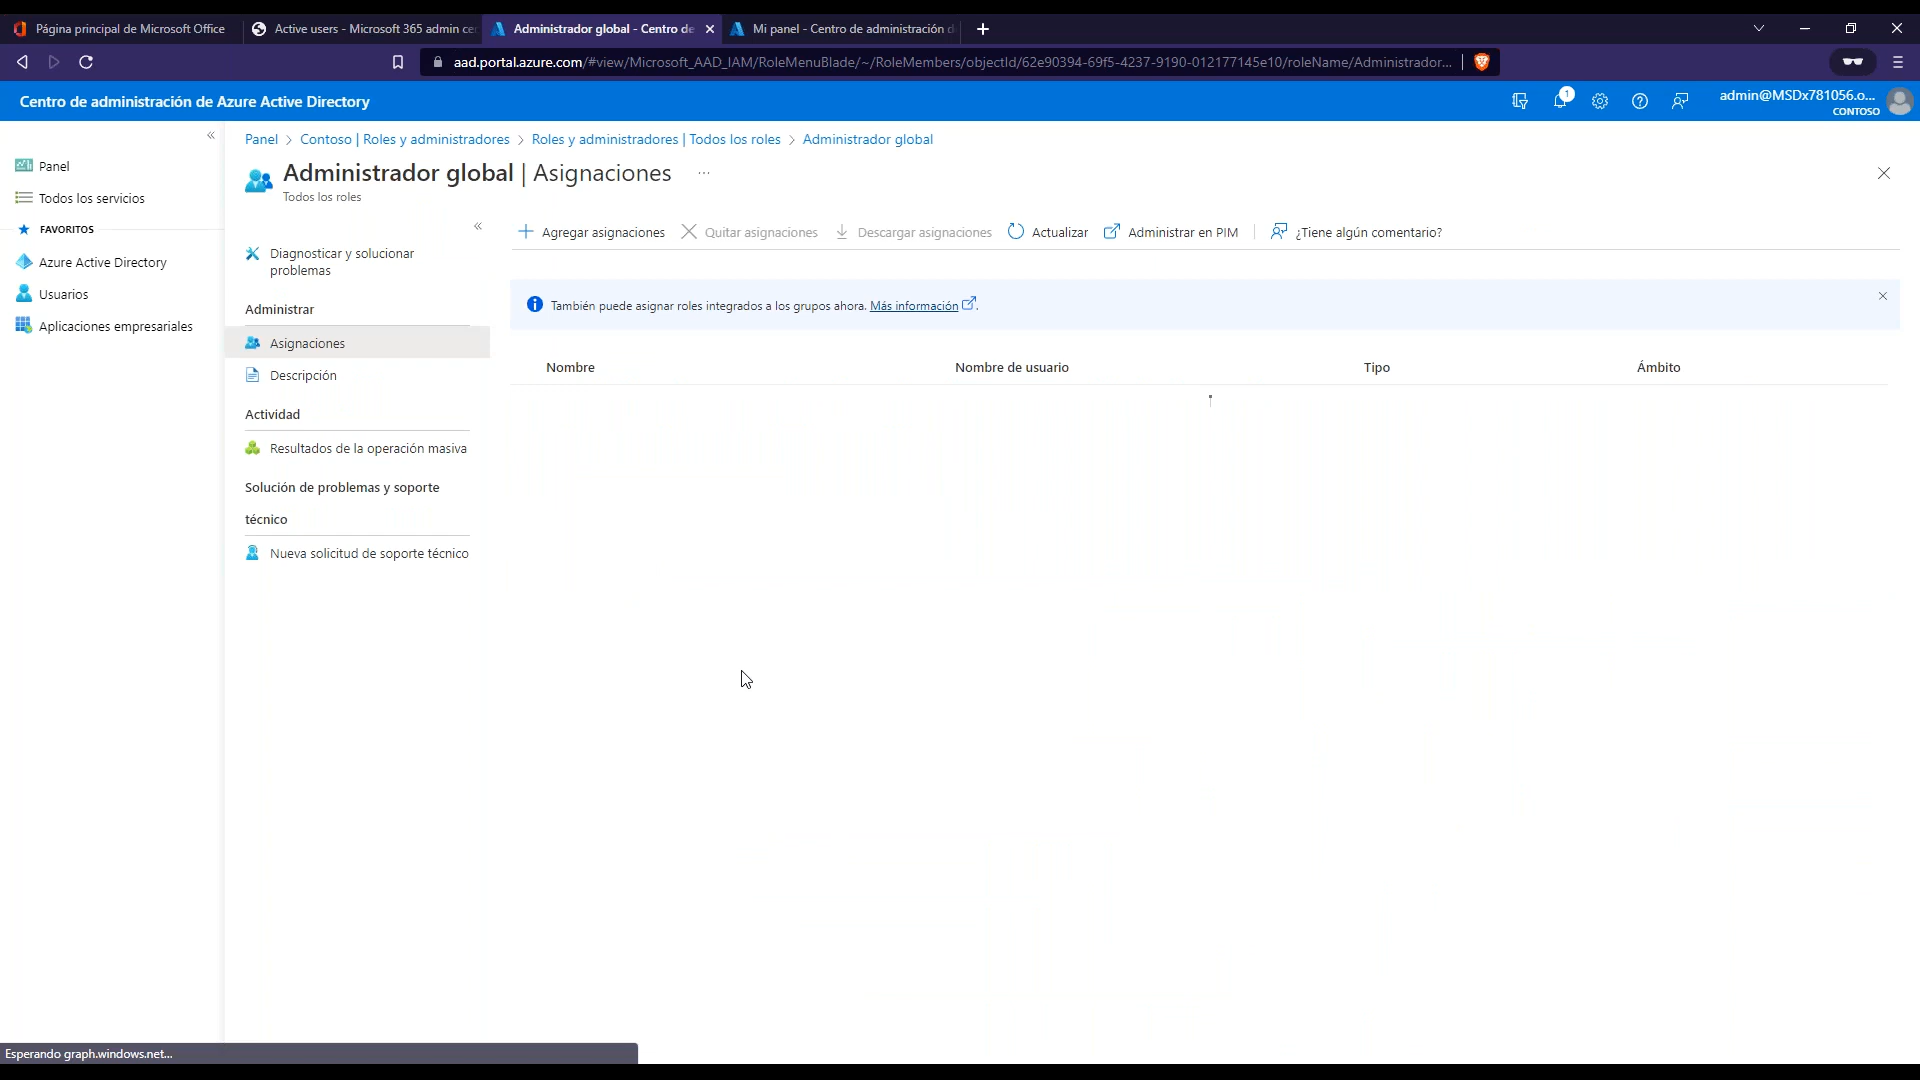 Página principal de Microsoft Office
Active users - Microsoft 365 admin ce
Administrador global - Centro de
Mi panel - Centro de administración d
aad.portal.azure.com/#view/Microsoft_AAD_IAM/RoleMenuBlade/~/RoleMembers/objectId/62e90394-69f5-4237-9190-012177145e10/roleName/Administrador...
Centro de administración de Azure Active Directory
1
admin@MSDx781056.o...
CONTOSO
Panel > Contoso | Roles y administradores > Roles y administradores | Todos los roles > Administrador global
Administrador global | Asignaciones ...
Todos los roles
Panel
Todos los servicios
FAVORITOS
Azure Active Directory
Usuarios
Aplicaciones empresariales
Diagnosticar y solucionar
problemas
Administrar
Asignaciones
Descripción
Actividad
Resultados de la operación masiva
Solución de problemas y soporte
técnico
Nueva solicitud de soporte técnico
Agregar asignaciones
Quitar asignaciones
Descargar asignaciones
Actualizar
Administrar en PIM
¿Tiene algún comentario?
También puede asignar roles integrados a los grupos ahora. Más información.
Nombre
Nombre de usuario
Tipo
Ámbito
Esperando graph.windows.net...